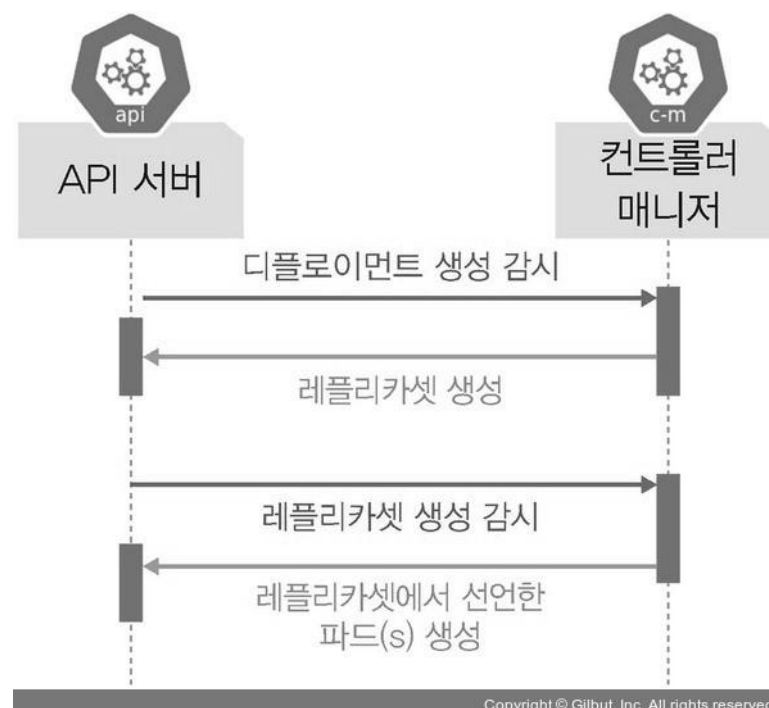 api
c-m
API 서버
컨트롤러
매니저
디플로이먼트 생성 감시
레플리카셋 생성
레플리카셋 생성 감시
레플리카셋에서 선언한
파드(s) 생성
Copyright © Gilbut, Inc. All rights reserved